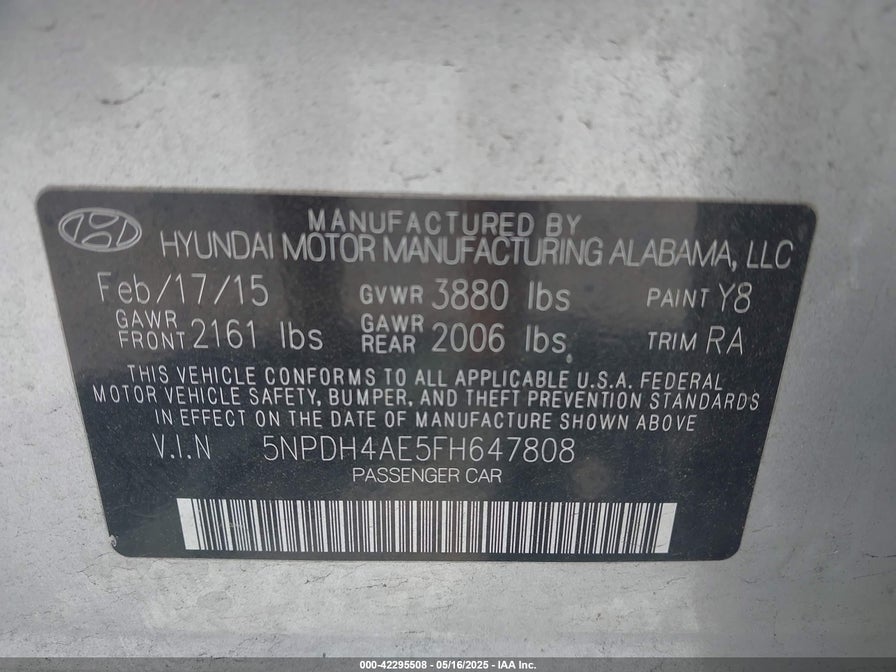 MANUFACTURED BY
HYUNDAI MOTOR MANUFACTURING ALABAMA, LLC
Feb/17/15 GVWR 3880 lbs PAINT Y8
GAWR FRONT 2161 lbs GAWR REAR 2006 lbs TRIM RA
THIS VEHICLE CONFORMS TO ALL APPLICABLE U.S.A. FEDERAL
MOTOR VEHICLE SAFETY, BUMPER, AND THEFT PREVENTION STANDARDS
IN EFFECT ON THE DATE OF MANUFACTURE SHOWN ABOVE
V.I.N 5NPDH4AE5FH647808
PASSENGER CAR
000-42295508 - 05/16/2025 - IAA Inc.